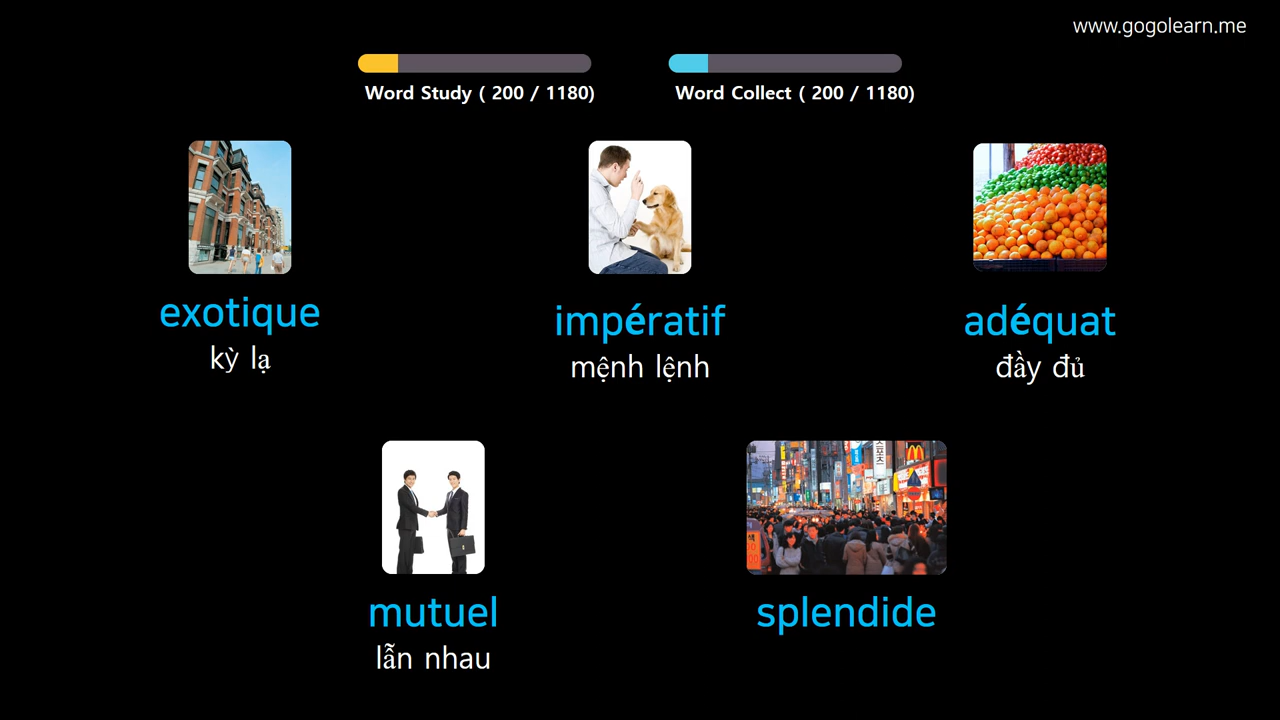 www.gogolearn.me
Word Study ( 200 / 1180)
Word Collect ( 200 / 1180)
exotique
kỳ lạ
impératif
mệnh lệnh
adéquat
đầy đủ
mutuel
lẫn nhau
splendide